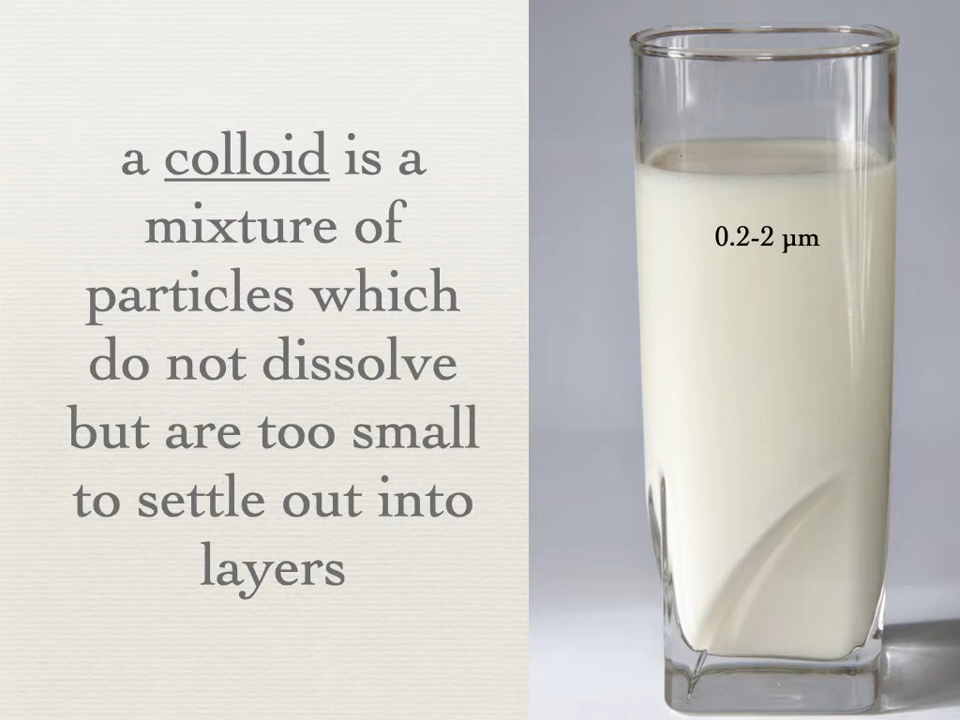 a colloid is a
mixture of
particles which
do not dissolve
but are too small
to settle out into
layers
0.2-2 µm